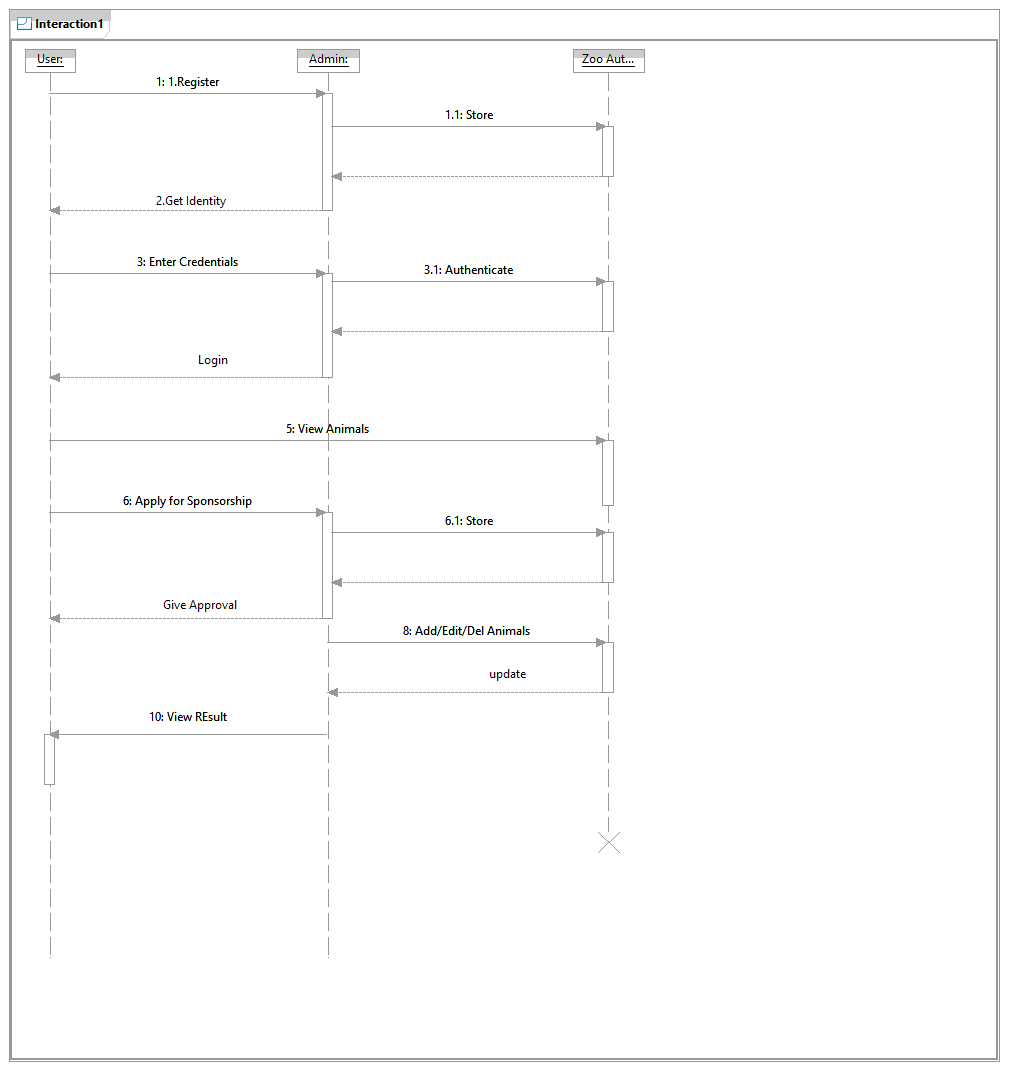 Interaction1
User:
Admin:
Zoo Aut...
1: 1.Register
1.1: Store
2.Get Identity
3: Enter Credentials
3.1: Authenticate
Login
5: View Animals
6: Apply for Sponsorship
6.1: Store
Give Approval
8: Add/Edit/Del Animals
update
10: View REsult